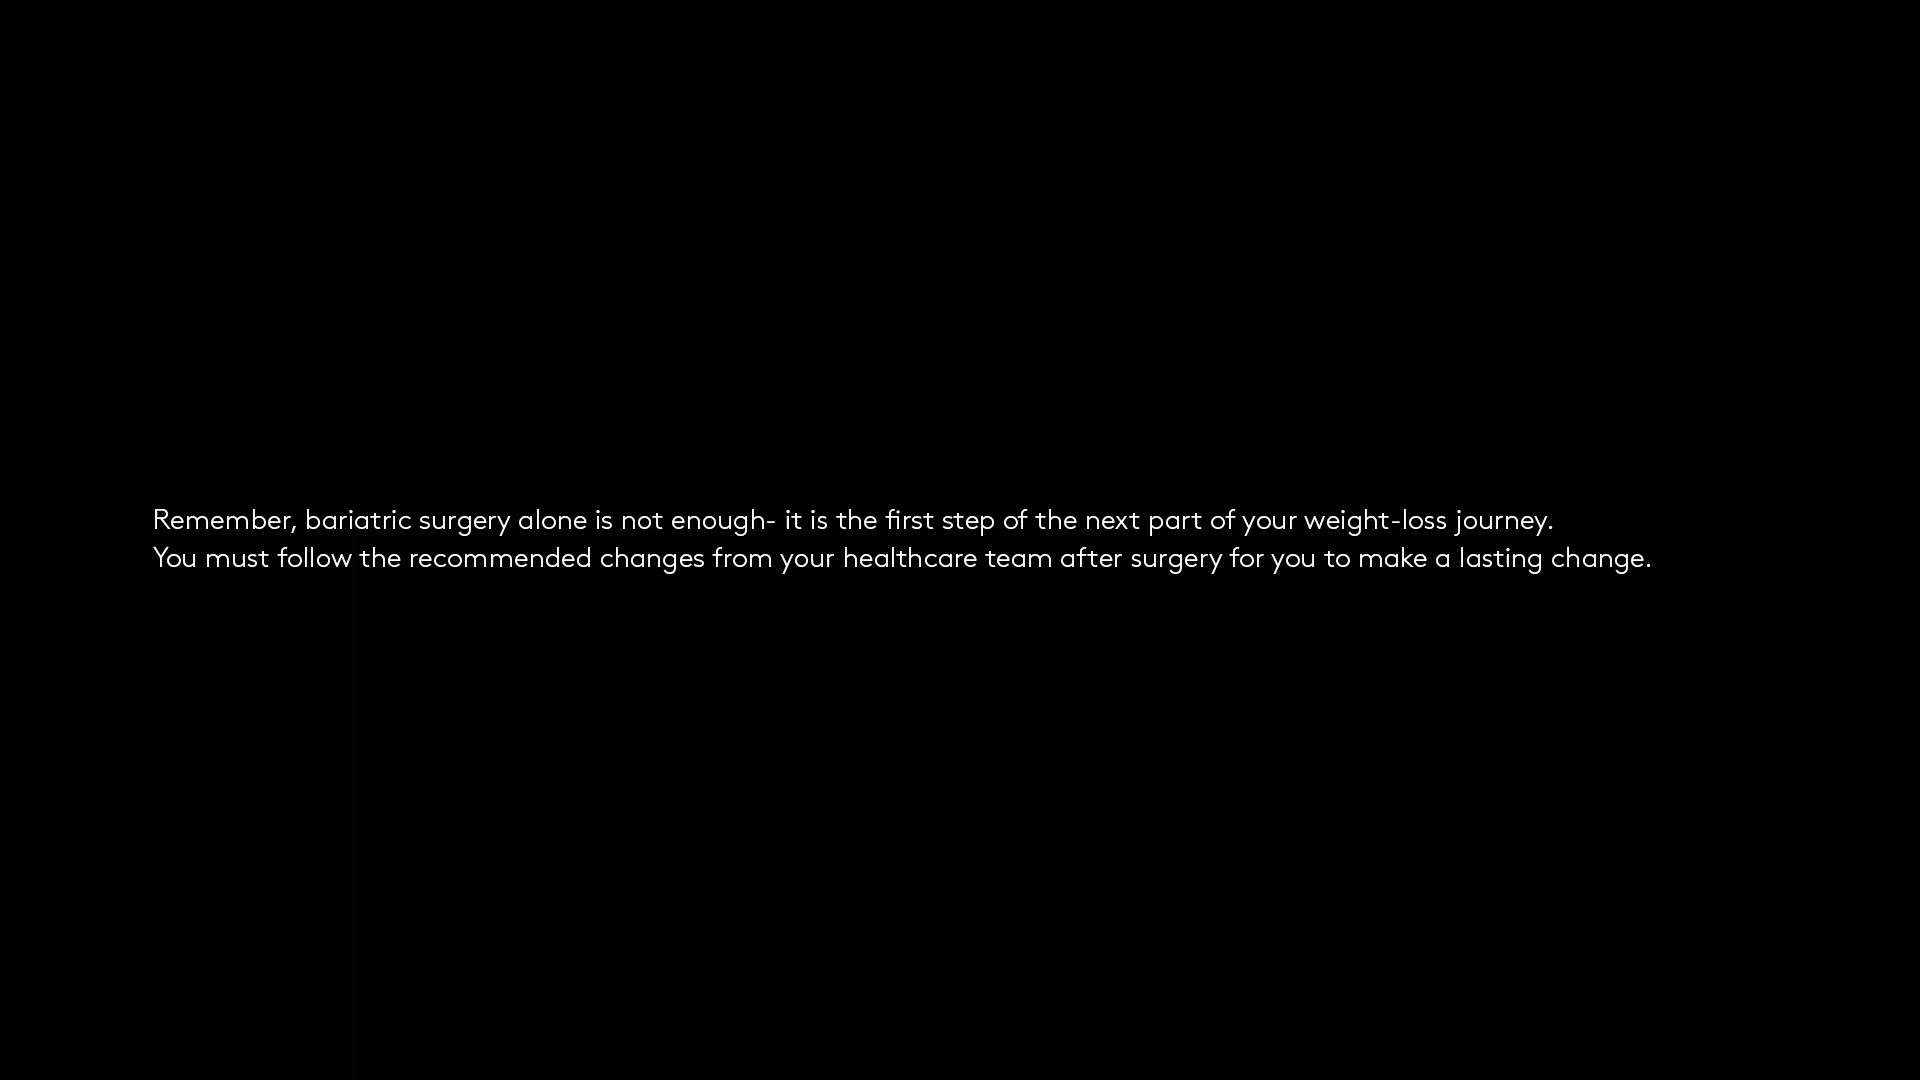 Remember, bariatric surgery alone is not enough- it is the first step of the next part of your weight-loss journey.
You must follow the recommended changes from your healthcare team after surgery for you to make a lasting change.